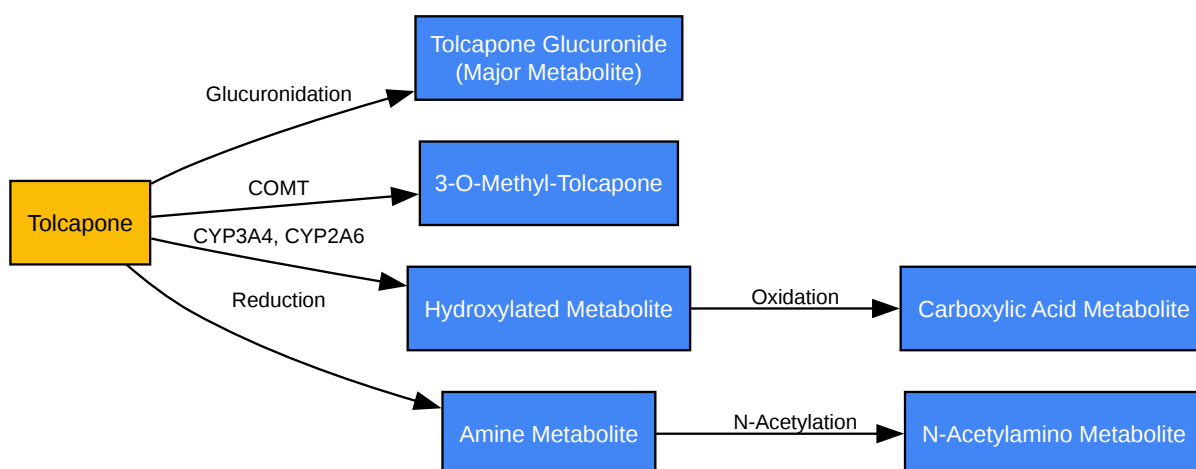 Tolcapone Glucuronide
(Major Metabolite)
Glucuronidation
3-O-Methyl-Tolcapone
COMT
Tolcapone
CYP3A4, CYP2A6
Hydroxylated Metabolite
Oxidation
Carboxylic Acid Metabolite
Reduction
Amine Metabolite
N-Acetylation
N-Acetylamino Metabolite